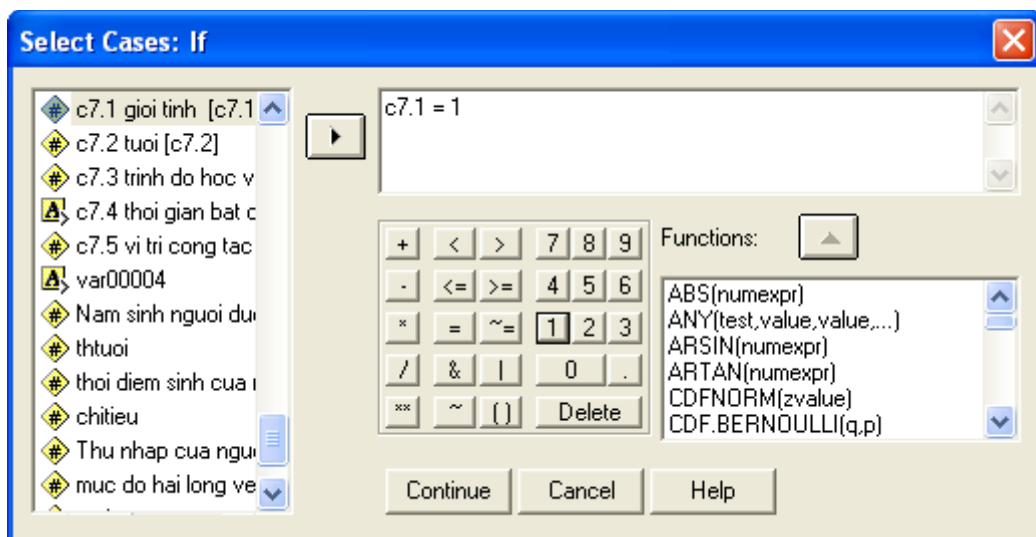 Select Cases: If
c7.1 gioi tinh [c7.1
c7.2 tuoi [c7.2]
c7.3 trinh do hoc v
c7.4 thoi gian bat d
c7.5 vi tri cong tac
var00004
Nam sinh nguoi du
thtuoi
thoi diem sinh cua
chitieu
Thu nhap cua ngu
muc do hai long ve
c7.1 = 1
+ < > 7 8 9
- <= >= 4 5 6
* = ~= 1 2 3
/ & | 0 .
** ~ () Delete
Functions:
ABS(numexpr)
ANY(test,value,value,...)
ARSIN(numexpr)
ARTAN(numexpr)
CDFNORM(zvalue)
CDF.BERNOULLI(q,p)
Continue Cancel Help